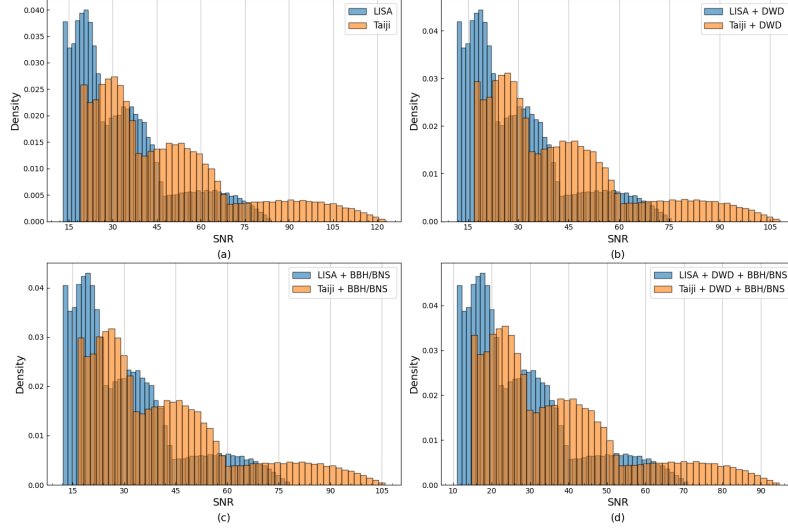 LISA
Taiji
0.040
0.035
0.030
0.025
0.020
0.015
0.010
0.005
0.000
Density
15 30 45 60 75 90 105 120
SNR
(a)
LISA + DWD
Taiji + DWD
0.04
0.03
0.02
0.01
0.00
Density
15 30 45 60 75 90 105
SNR
(b)
LISA + BBH/BNS
Taiji + BBH/BNS
0.04
0.03
0.02
0.01
0.00
Density
15 30 45 60 75 90 105
SNR
(c)
LISA + DWD + BBH/BNS
Taiji + DWD + BBH/BNS
0.04
0.03
0.02
0.01
0.00
Density
10 20 30 40 50 60 70 80 90
SNR
(d)